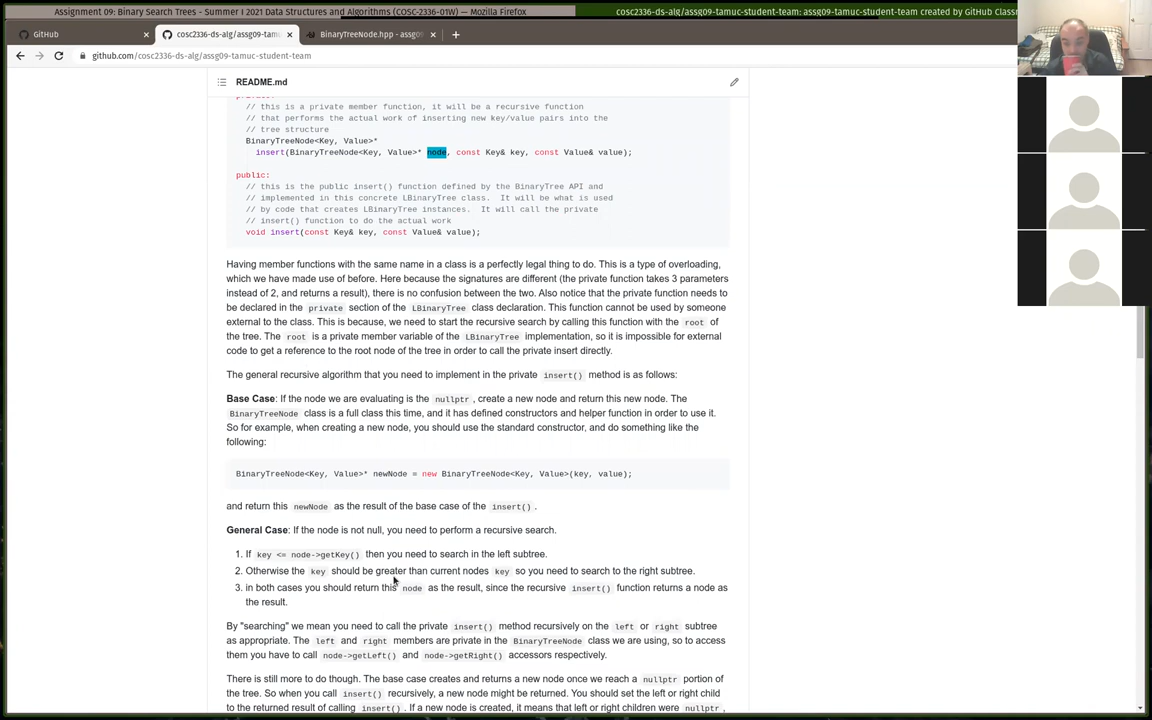 Assignment 09: Binary Search Trees - Summer I 2021 Data Structures and Algorithms (COSC-2336-01W) — Mozilla Firefox
cosc2336-ds-alg/assg09-tamuc-student-team: assg09-tamuc-student-team created by GitHub Classr
GitHub
cosc2336-ds-alg/assg09-tamu
BinaryTreeNode.hpp - assg09
github.com/cosc2336-ds-alg/assg09-tamuc-student-team
README.md
// this is a private member function, it will be a recursive function
// that performs the actual work of inserting new key/value pairs into the
// tree structure
BinaryTreeNode<Key, Value>*
insert(BinaryTreeNode<Key, Value>* node, const Key& key, const Value& value);
public:
// this is the public insert() function defined by the BinaryTree API and
// implemented in this concrete LBinaryTree class.  It will be what is used
// by code that creates LBinaryTree instances.  It will call the private
// insert() function to do the actual work
void insert(const Key& key, const Value& value);
Having member functions with the same name in a class is a perfectly legal thing to do. This is a type of overloading,
which we have made use of before. Here because the signatures are different (the private function takes 3 parameters
instead of 2, and returns a result), there is no confusion between the two. Also notice that the private function needs to
be declared in the private section of the LBinaryTree class declaration. This function cannot be used by someone
external to the class. This is because, we need to start the recursive search by calling this function with the root of
the tree. The root is a private member variable of the LBinaryTree implementation, so it is impossible for external
code to get a reference to the root node of the tree in order to call the private insert directly.
The general recursive algorithm that you need to implement in the private insert() method is as follows:
Base Case: If the node we are evaluating is the nullptr, create a new node and return this new node. The
BinaryTreeNode class is a full class this time, and it has defined constructors and helper function in order to use it.
So for example, when creating a new node, you should use the standard constructor, and do something like the
following:
BinaryTreeNode<Key, Value>* newNode = new BinaryTreeNode<Key, Value>(key, value);
and return this newNode as the result of the base case of the insert().
General Case: If the node is not null, you need to perform a recursive search.
1. If key <= node->getKey() then you need to search in the left subtree.
2. Otherwise the key should be greater than current nodes key so you need to search to the right subtree.
3. in both cases you should return this node as the result, since the recursive insert() function returns a node as
the result.
By "searching" we mean you need to call the private insert() method recursively on the left or right subtree
as appropriate. The left and right members are private in the BinaryTreeNode class we are using, so to access
them you have to call node->getLeft() and node->getRight() accessors respectively.
There is still more to do though. The base case creates and returns a new node once we reach a nullptr portion of
the tree. So when you call insert() recursively, a new node might be returned. You should set the left or right child
to the returned result of calling insert(). If a new node is created, it means that left or right children were nullptr,